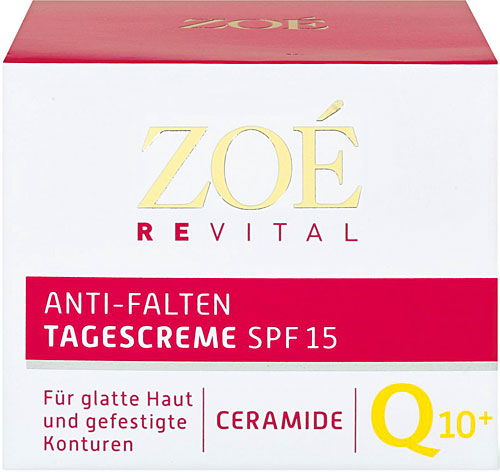 ZOÉ
ZOÉ
REVITAL
ANTI-FALTEN
TAGESCREME SPF 15
Für glatte Haut
und gefestigte
Konturen
CERAMIDE
Q10+